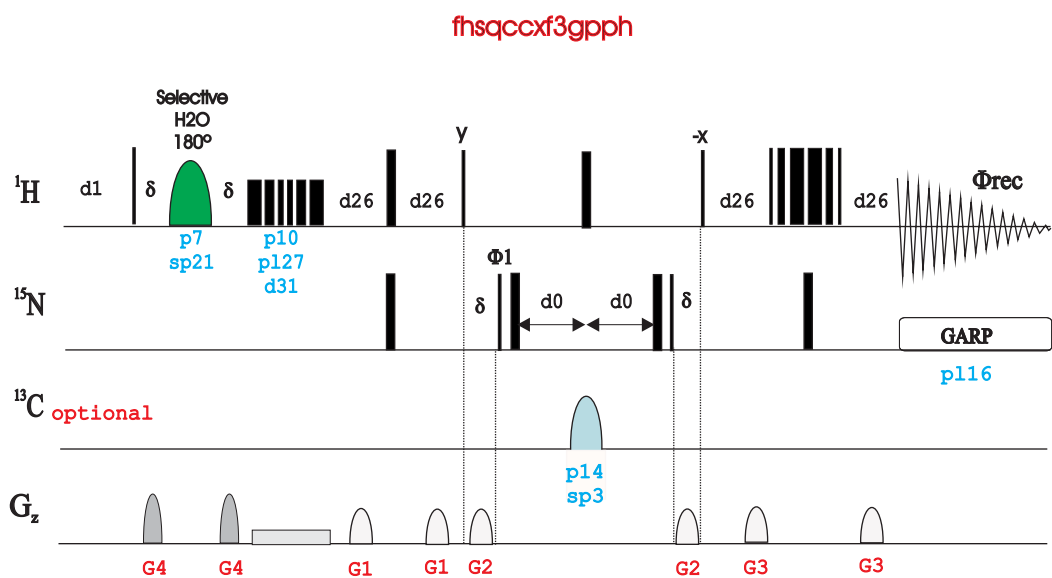 fhsqccxf3gpph
Selective
H2O
180º
y
-x
¹H
d1
δ
δ
d26
d26
d26
d26
Φrec
p7
sp21
p10
pl27
d31
¹⁵N
Φ1
δ
d0
d0
δ
GARP
pl16
¹³C optional
p14
sp3
Gz
G4
G4
G1
G1
G2
G2
G3
G3